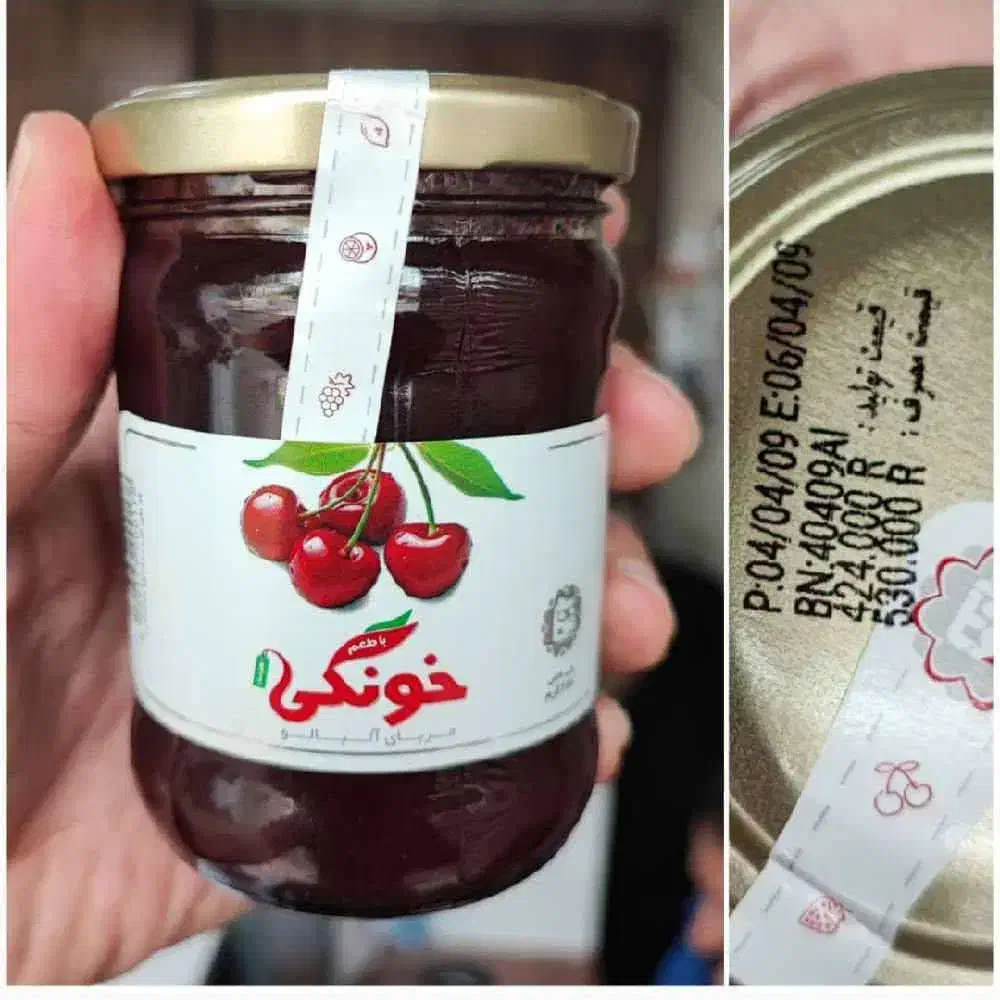 با طعم
خونگی
مربای آلبالو
P:04/04/09 E:06/04/09
BN:40409AI
قیمت تولید: 424.000 R
قیمت مصرف: 530.000 R